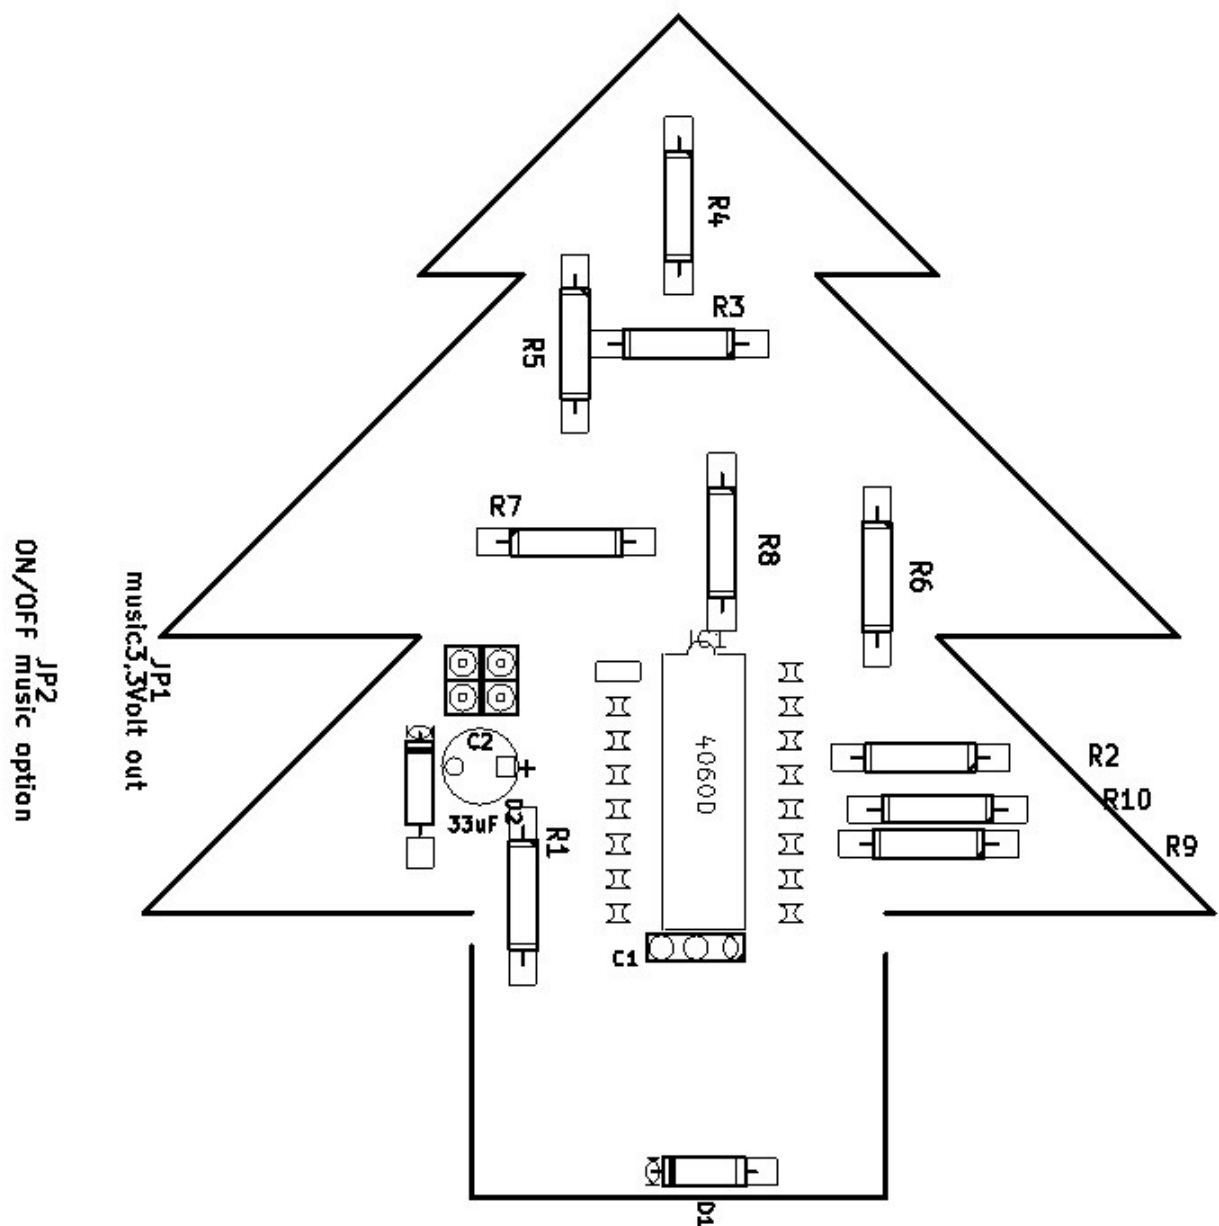 R4
R3
R5
R7
R8
R6
IC1
ON/OFF music option
JP2
music3,3Volt out
JP1
C2
+
4060D
R2
D2
R10
33uF
R1
R9
C1
D1